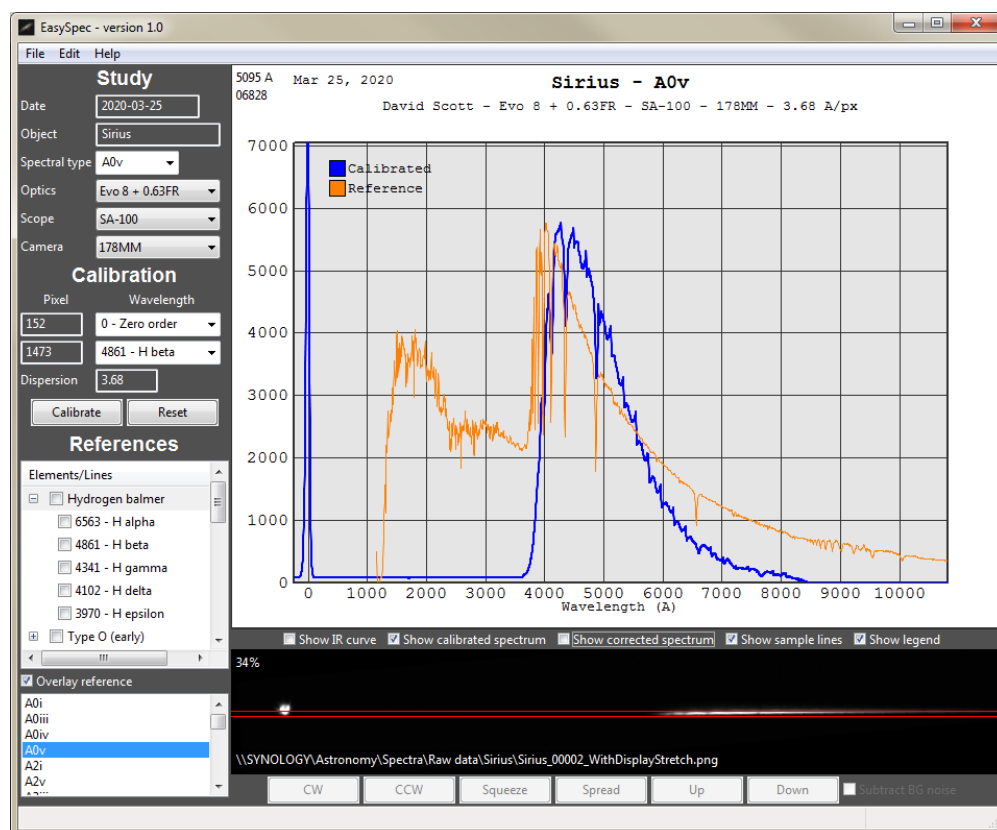 EasySpec - version 1.0
File Edit Help
Study
Date 2020-03-25
Object Sirius
Spectral type A0v
Optics Evo 8 + 0.63FR
Scope SA-100
Camera 178MM
Calibration
Pixel Wavelength
152 0 - Zero order
1473 4861 - H beta
Dispersion 3.68
Calibrate Reset
References
Elements/Lines
Hydrogen balmer
6563 - H alpha
4861 - H beta
4341 - H gamma
4102 - H delta
3970 - H epsilon
Type O (early)
Overlay reference
A0i
A0iii
A0iv
A0v
A2i
A2v
5095 A Mar 25, 2020 Sirius - A0v
06828
David Scott - Evo 8 + 0.63FR - SA-100 - 178MM - 3.68 A/px
Calibrated
Reference
7000
6000
5000
4000
3000
2000
1000
0
0 1000 2000 3000 4000 5000 6000 7000 8000 9000 10000
Wavelength (A)
Show IR curve Show calibrated spectrum Show corrected spectrum Show sample lines Show legend
34%
\\SYNOLOGY\Astronomy\Spectra\Raw data\Sirius\Sirius_00002_WithDisplayStretch.png
CW CCW Squeeze Spread Up Down Subtract BG noise